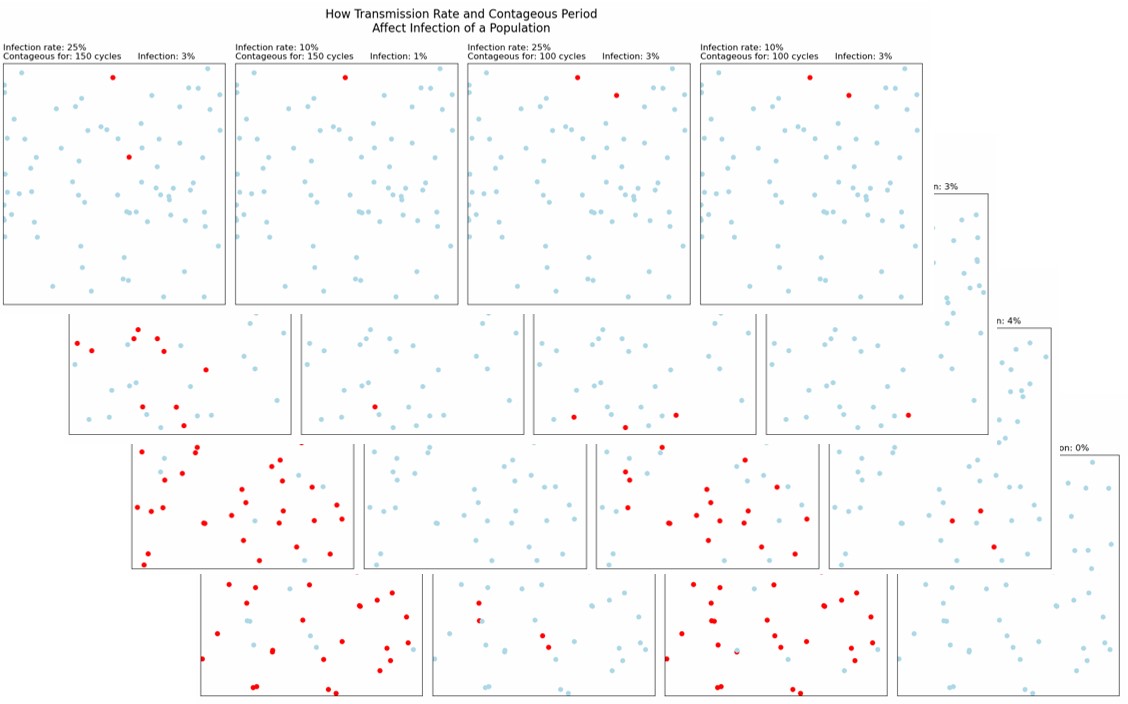 How Transmission Rate and Contageous Period
Affect Infection of a Population
Infection rate: 25%
Contageous for: 150 cycles Infection: 3%
Infection rate: 10%
Contageous for: 150 cycles Infection: 1%
Infection rate: 25%
Contageous for: 100 cycles Infection: 3%
Infection rate: 10%
Contageous for: 100 cycles Infection: 3%
n: 3%
n: 4%
on: 0%